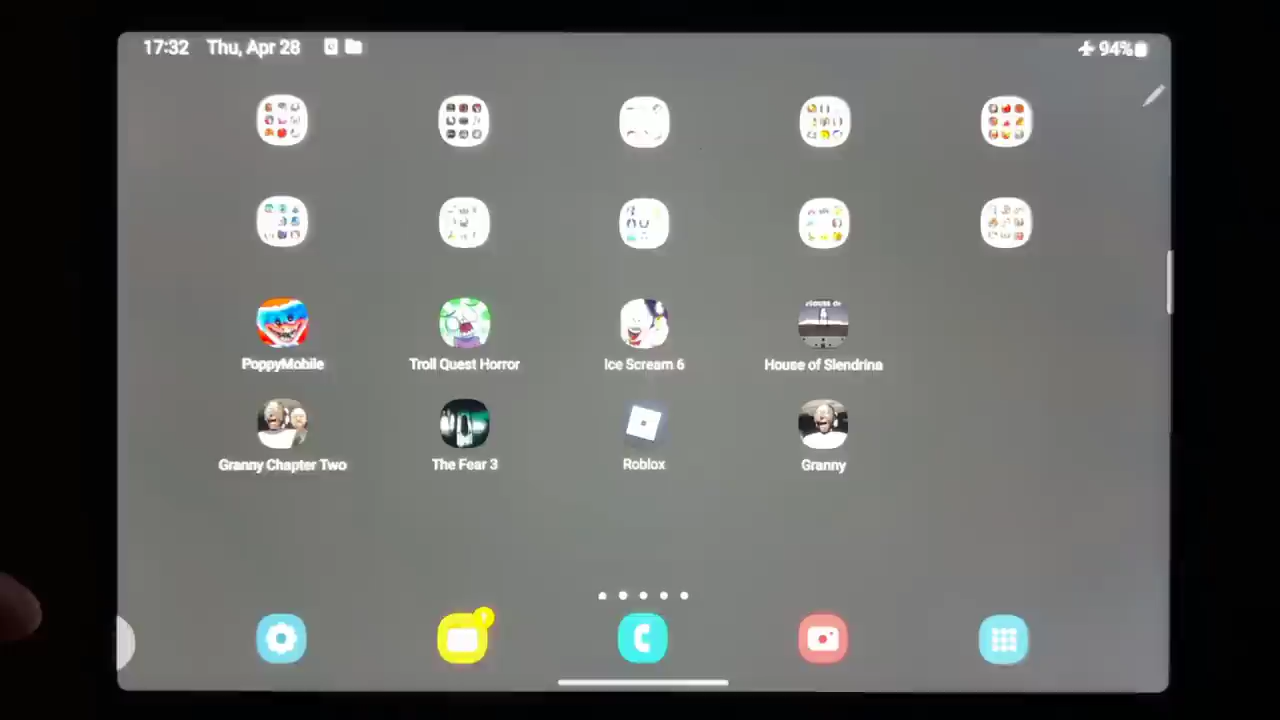 17:32 Thu, Apr 28 94%
PoppyMobile Troll Quest Horror Ice Scream 6 House of Slendrina
Granny Chapter Two The Fear 3 Roblox Granny